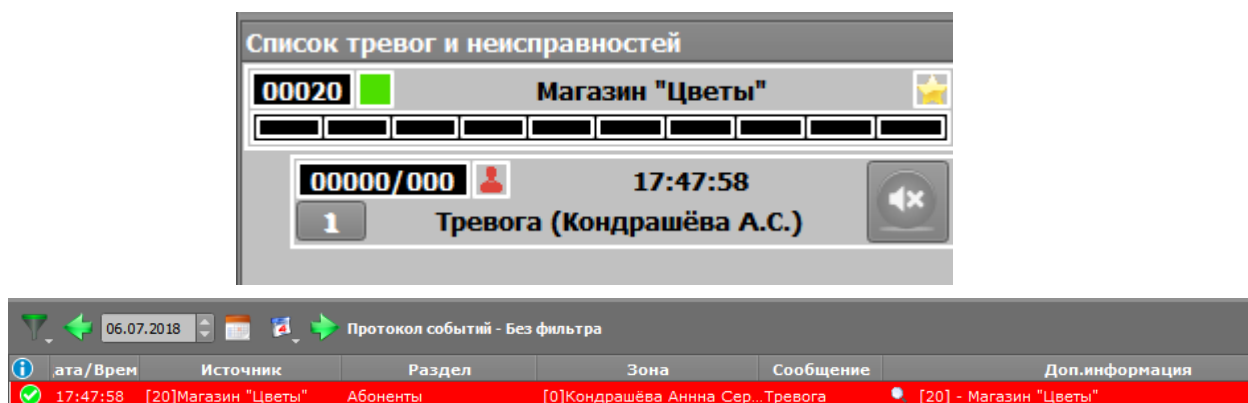 Список тревог и неисправностей
00020 Магазин "Цветы"
00000/000 17:47:58
1 Тревога (Кондрашёва А.С.)
06.07.2018 Протокол событий - Без фильтра
дата/Врем Источник Раздел Зона Сообщение Доп.информация
17:47:58 [20]Магазин "Цветы" Абоненты [0]Кондрашёва Аннна Сер... Тревога [20] - Магазин "Цветы"